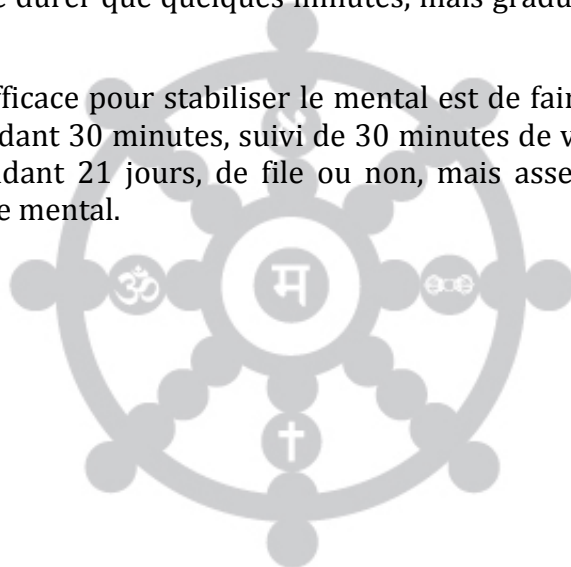 durer que quelques minutes, mais gradu
fficace pour stabiliser le mental est de fair
dant 30 minutes, suivi de 30 minutes de v
dant 21 jours, de file ou non, mais asse
e mental.
ॐ
म